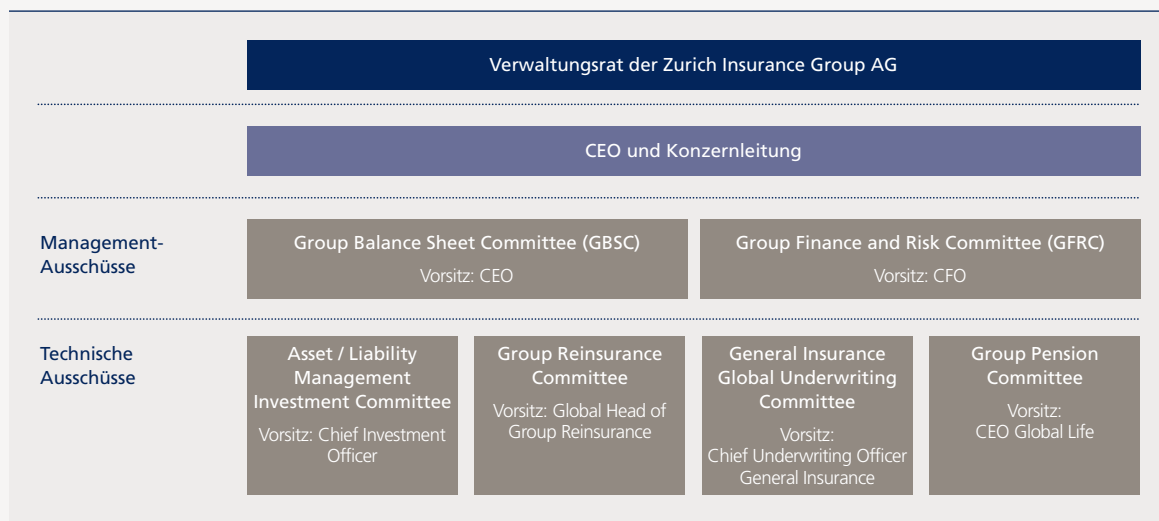 Verwaltungsrat der Zurich Insurance Group AG
CEO und Konzernleitung
Management-
Ausschüsse
Group Balance Sheet Committee (GBSC)
Vorsitz: CEO
Group Finance and Risk Committee (GFRC)
Vorsitz: CFO
Technische
Ausschüsse
Asset / Liability
Management
Investment Committee
Vorsitz: Chief Investment
Officer
Group Reinsurance
Committee
Vorsitz: Global Head of
Group Reinsurance
General Insurance
Global Underwriting
Committee
Vorsitz:
Chief Underwriting Officer
General Insurance
Group Pension
Committee
Vorsitz:
CEO Global Life